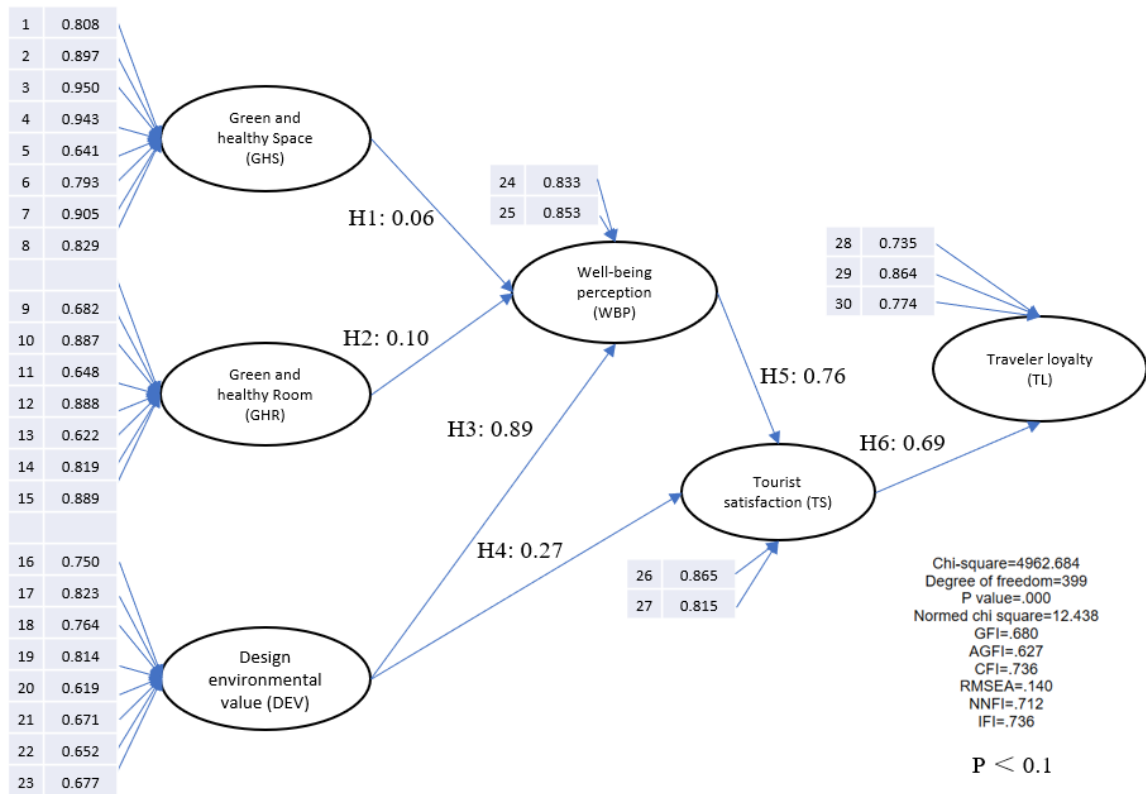 1 0.808
2 0.897
3 0.950
4 0.943
5 0.641
6 0.793
7 0.905
8 0.829
Green and
healthy Space
(GHS)
H1: 0.06
9 0.682
10 0.887
11 0.648
12 0.888
13 0.622
14 0.819
15 0.889
Green and
healthy Room
(GHR)
H2: 0.10
16 0.750
17 0.823
18 0.764
19 0.814
20 0.619
21 0.671
22 0.652
23 0.677
Design
environmental
value (DEV)
H3: 0.89
H4: 0.27
24 0.833
25 0.853
Well-being
perception
(WBP)
H5: 0.76
26 0.865
27 0.815
Tourist
satisfaction (TS)
H6: 0.69
28 0.735
29 0.864
30 0.774
Traveler loyalty
(TL)
Chi-square=4962.684
Degree of freedom=399
P value=.000
Normed chi square=12.438
GFI=.680
AGFI=.627
CFI=.736
RMSEA=.140
NNFI=.712
IFI=.736
P < 0.1